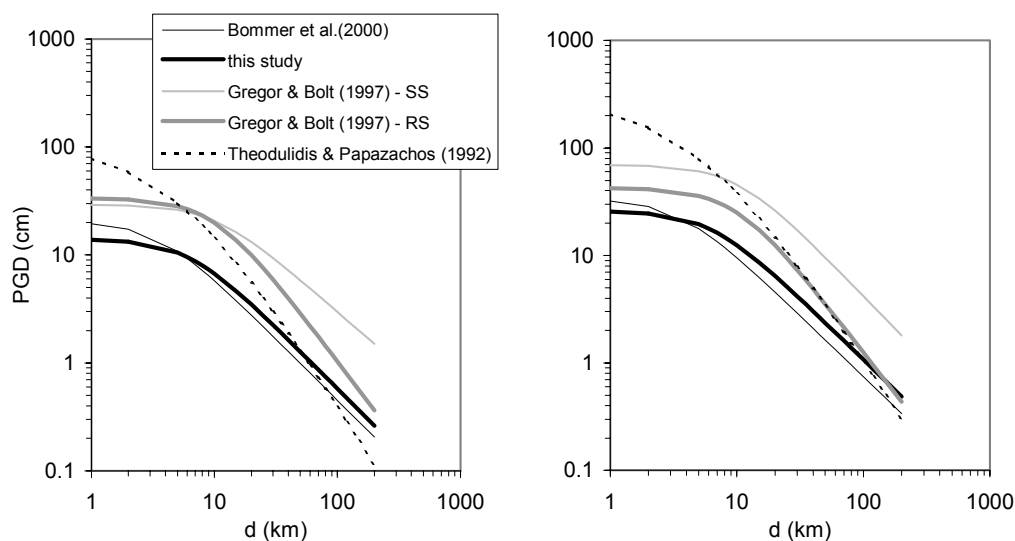 Bommer et al.(2000)
this study
Gregor & Bolt (1997) - SS
Gregor & Bolt (1997) - RS
Theodulidis & Papazachos (1992)
PGD (cm)
1000
100
10
1
0.1
1
10
100
1000
d (km)
1000
100
10
1
0.1
1
10
100
1000
d (km)